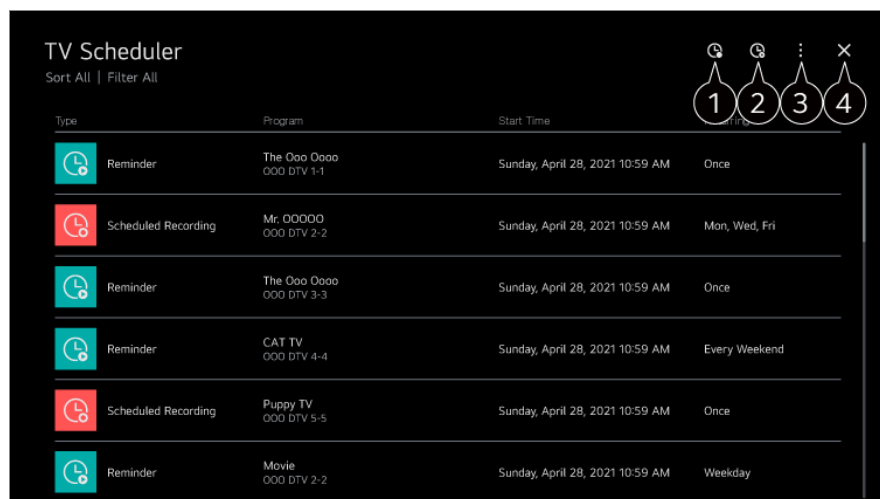 TV Scheduler
Sort All | Filter All
1 2 3 4
Type Program Start Time
Reminder The Ooo Oooo Sunday, April 28, 2021 10:59 AM Once
OOO DTV 1-1
Scheduled Recording Mr. OOOOO Sunday, April 28, 2021 10:59 AM Mon, Wed, Fri
OOO DTV 2-2
Reminder The Ooo Oooo Sunday, April 28, 2021 10:59 AM Once
OOO DTV 3-3
Reminder CAT TV Sunday, April 28, 2021 10:59 AM Every Weekend
OOO DTV 4-4
Scheduled Recording Puppy TV Sunday, April 28, 2021 10:59 AM Once
OOO DTV 5-5
Reminder Movie Sunday, April 28, 2021 10:59 AM Weekday
OOO DTV 2-2